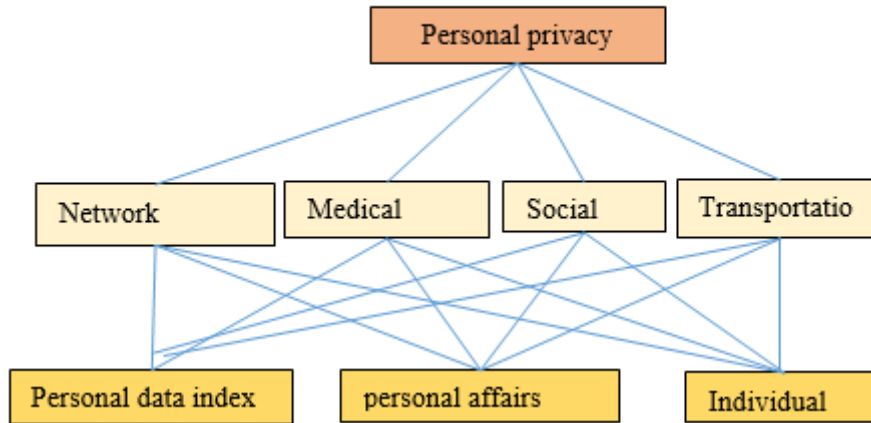 Personal privacy
Network
Medical
Social
Transportatio
Personal data index
personal affairs
Individual